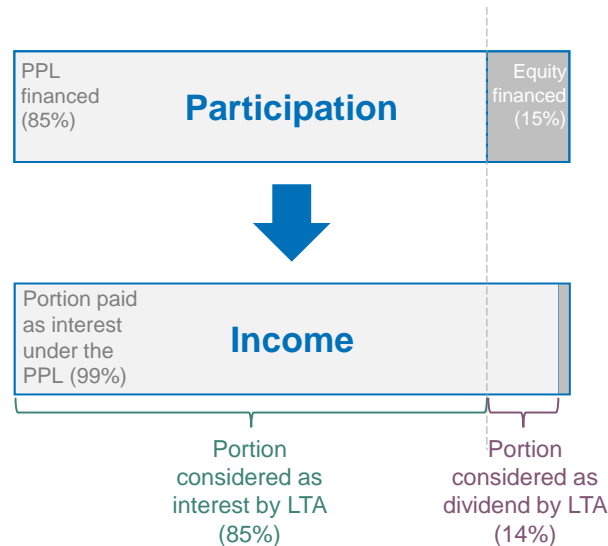 PPL
financed
(85%)
Participation
Equity
financed
(15%)
Portion paid
as interest
under the
PPL (99%)
Income
Portion
considered as
interest by LTA
(85%)
Portion
considered as
dividend by LTA
(14%)